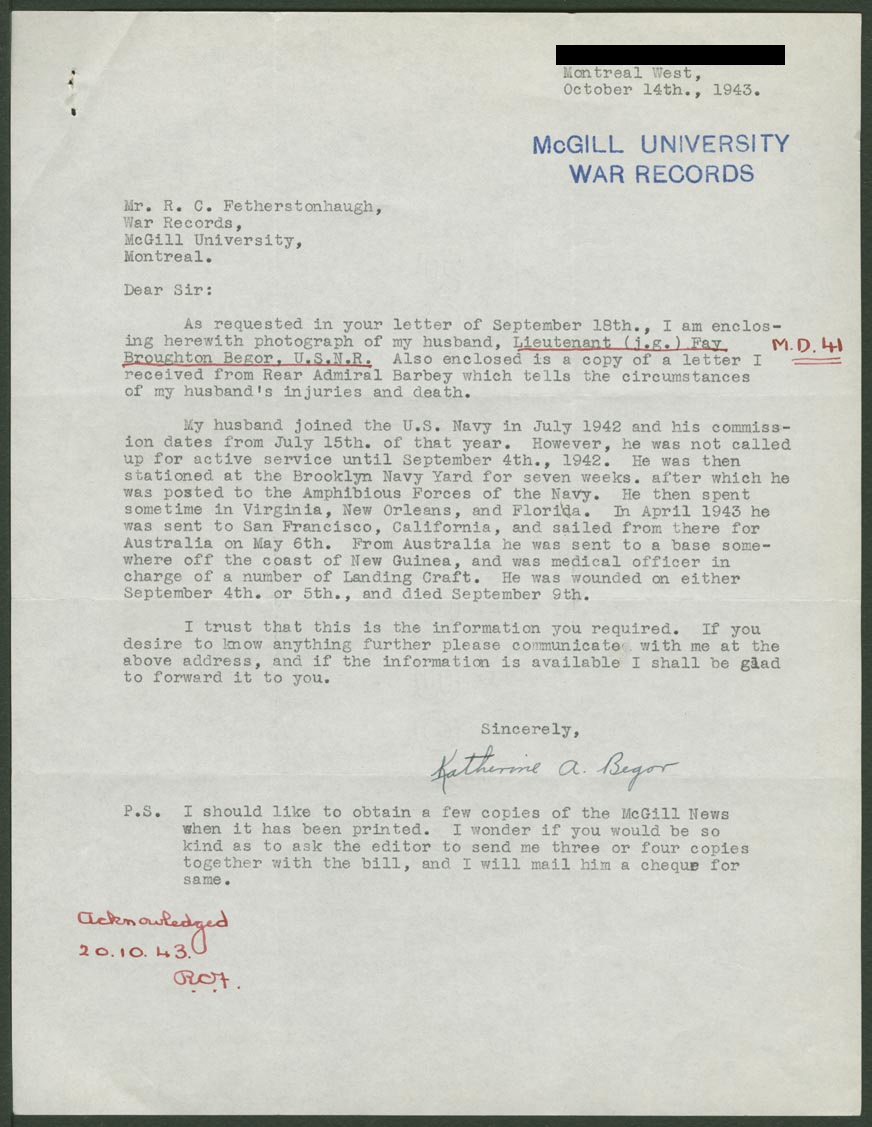 Montreal West,
October 14th., 1943.
McGILL UNIVERSITY
WAR RECORDS
Mr. R. C. Fetherstonhaugh,
War Records,
McGill University,
Montreal.
Dear Sir:
As requested in your letter of September 18th., I am enclos-
ing herewith photograph of my husband, Lieutenant (j.g.) Fay M.D. 41
Broughton Begor, U.S.N.R. Also enclosed is a copy of a letter I
received from Rear Admiral Barbey which tells the circumstances
of my husband's injuries and death.
My husband joined the U.S. Navy in July 1942 and his commiss-
ion dates from July 15th. of that year. However, he was not called
up for active service until September 4th., 1942. He was then
stationed at the Brooklyn Navy Yard for seven weeks. after which he
was posted to the Amphibious Forces of the Navy. He then spent
sometime in Virginia, New Orleans, and Florida. In April 1943 he
was sent to San Francisco, California, and sailed from there for
Australia on May 6th. From Australia he was sent to a base some-
where off the coast of New Guinea, and was medical officer in
charge of a number of Landing Craft. He was wounded on either
September 4th. or 5th., and died September 9th.
I trust that this is the information you required. If you
desire to know anything further please communicate with me at the
above address, and if the information is available I shall be glad
to forward it to you.
Sincerely,
Katherine A. Begor
P.S. I should like to obtain a few copies of the McGill News
when it has been printed. I wonder if you would be so
kind as to ask the editor to send me three or four copies
together with the bill, and I will mail him a cheque for
same.
Acknowledged
20.10.43.
R.C.F.